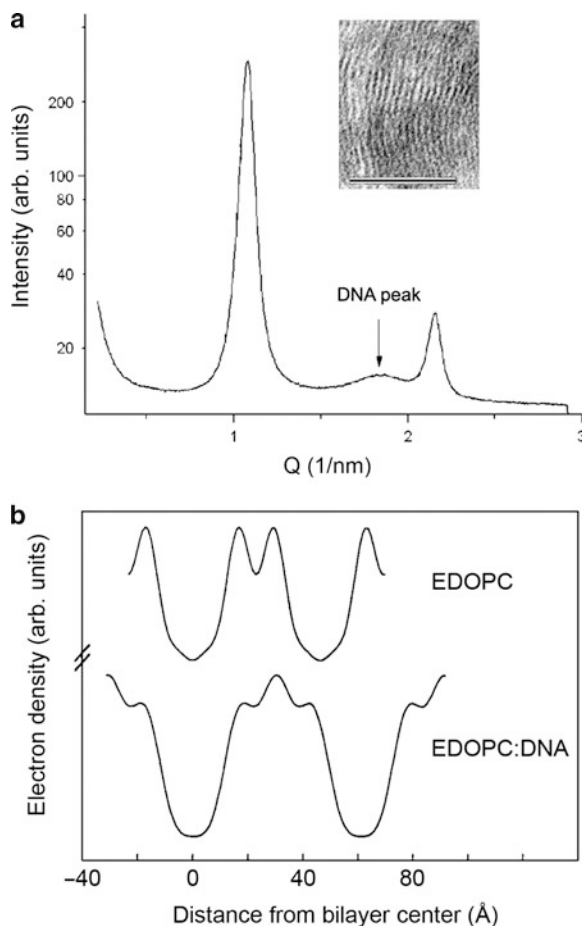 a
Intensity (arb. units)
200
100
80
60
40
20
DNA peak
1
2
3
Q (1/nm)
b
Electron density (arb. units)
EDOPC
EDOPC:DNA
−40
0
40
80
Distance from bilayer center (Å)